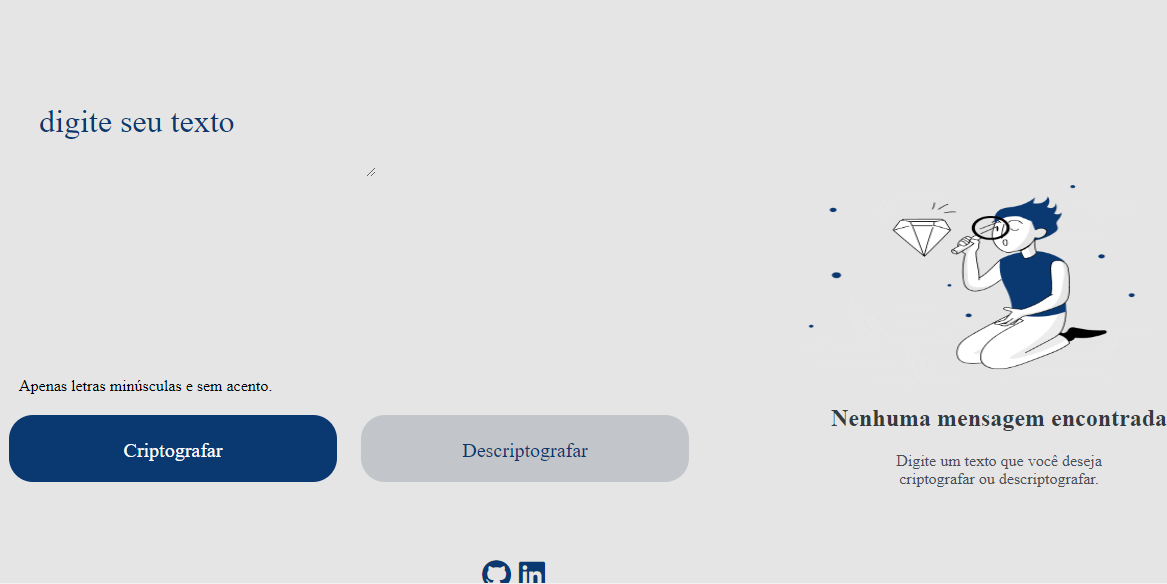 digite seu texto
Apenas letras minúsculas e sem acento.
Criptografar
Descriptografar
Nenhuma mensagem encontrada
Digite um texto que você deseja
criptografar ou descriptografar.
in